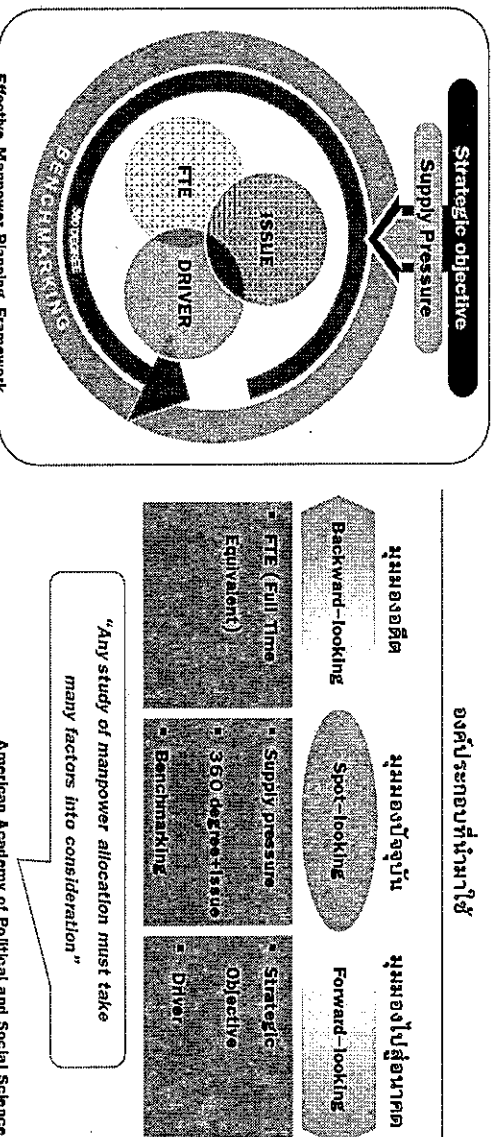 Strategic objective
Supply Pressure
ISSUE
FTE
DRIVER
360 DEGREE
BENCHMARKING
Effective Manpower Planning Framework
องค์ประกอบที่นำมาใช้
มุมมองอดีต
มุมมองปัจจุบัน
มุมมองไปสู่อนาคต
Backward-looking
Spot-looking
Forward-looking
▪ FTE (Full Time
Equivalent)
▪ Supply pressure
▪ 360 degree+Issue
▪ Benchmarking
▪ Strategic
Objective
▪ Driver
"Any study of manpower allocation must take
many factors into consideration"
American Academy of Political and Social Science